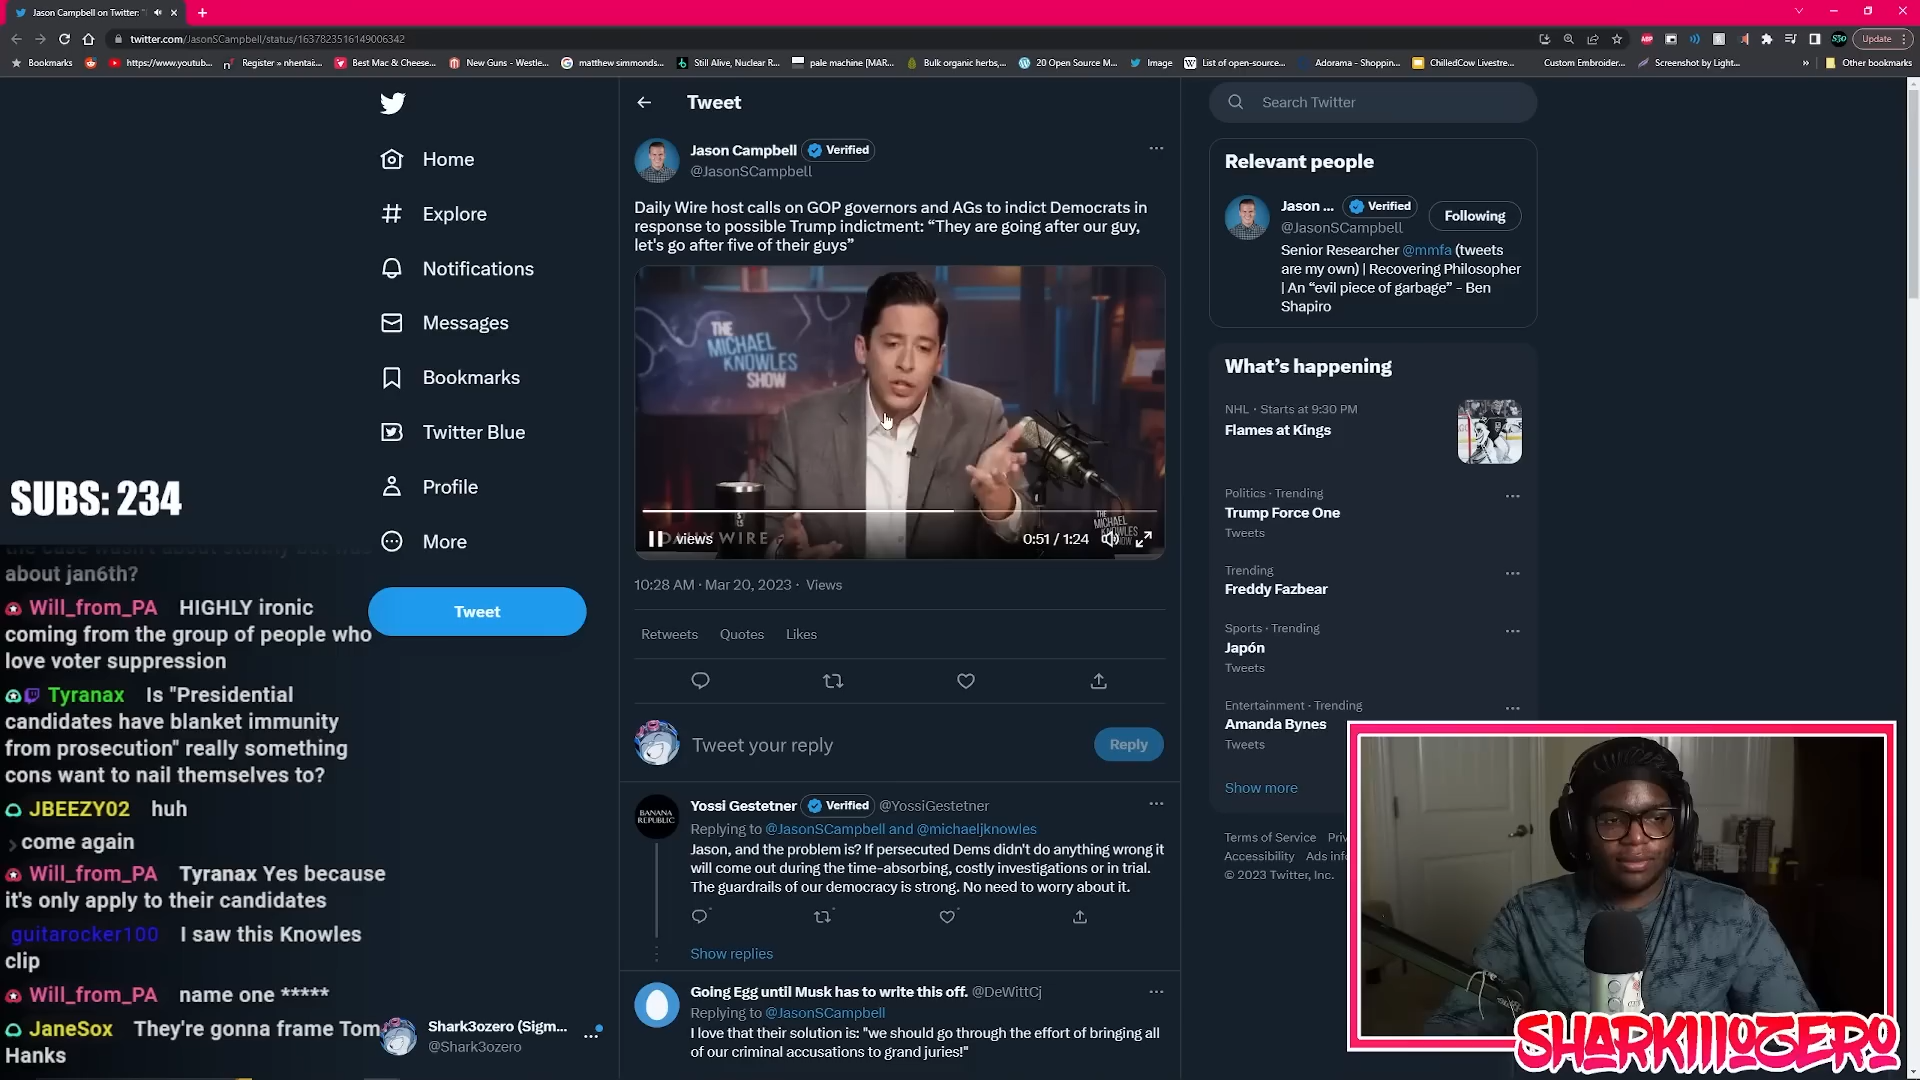 Jason Campbell on Twitter: "
twitter.com/JasonSCampbell/status/1637823516149006342
Update
Bookmarks
https://www.youtub...
Register » nhentai...
Best Mac & Cheese...
New Guns - Westle...
matthew simmonds...
Still Alive, Nuclear R...
pale machine [MAR...
Bulk organic herbs,...
20 Open Source M...
Image
List of open-source...
Adorama - Shoppin...
ChilledCow Livestre...
Custom Embroider...
Screenshot by Light...
»
Other bookmarks
Home
Explore
Notifications
Messages
Bookmarks
Twitter Blue
Profile
More
Tweet
Shark3ozero (Sigm...
@Shark3ozero
Tweet
Jason Campbell Verified
@JasonSCampbell
Daily Wire host calls on GOP governors and AGs to indict Democrats in
response to possible Trump indictment: “They are going after our guy,
let's go after five of their guys”
THE
MICHAEL
KNOWLES
SHOW
views
WIRE
0:51 / 1:24
THE
MICHAEL
KNOWLES
SHOW
10:28 AM · Mar 20, 2023 · Views
Retweets Quotes Likes
Tweet your reply
Reply
BANANA
REPUBLIC
Yossi Gestetner Verified @YossiGestetner
Replying to @JasonSCampbell and @michaeljknowles
Jason, and the problem is? If persecuted Dems didn't do anything wrong it
will come out during the time-absorbing, costly investigations or in trial.
The guardrails of our democracy is strong. No need to worry about it.
Show replies
Going Egg until Musk has to write this off. @DeWittCj
Replying to @JasonSCampbell
I love that their solution is: "we should go through the effort of bringing all
of our criminal accusations to grand juries!"
Search Twitter
Relevant people
Jason ... Verified
Following
@JasonSCampbell
Senior Researcher @mmfa (tweets
are my own) | Recovering Philosopher
| An “evil piece of garbage” - Ben
Shapiro
What’s happening
NHL · Starts at 9:30 PM
Flames at Kings
Politics · Trending
Trump Force One
Tweets
Trending
Freddy Fazbear
Sports · Trending
Japón
Tweets
Entertainment · Trending
Amanda Bynes
Tweets
Show more
Terms of Service
Accessibility Ads info
© 2023 Twitter, Inc.
SUBS: 234
about jan6th?
Will_from_PA HIGHLY ironic
coming from the group of people who
love voter suppression
Tyranax Is "Presidential
candidates have blanket immunity
from prosecution" really something
cons want to nail themselves to?
JBEEZY02 huh
come again
Will_from_PA Tyranax Yes because
it's only apply to their candidates
guitarocker100 I saw this Knowles
clip
Will_from_PA name one *****
JaneSox They're gonna frame Tom
Hanks
SHARKIIIOZERO